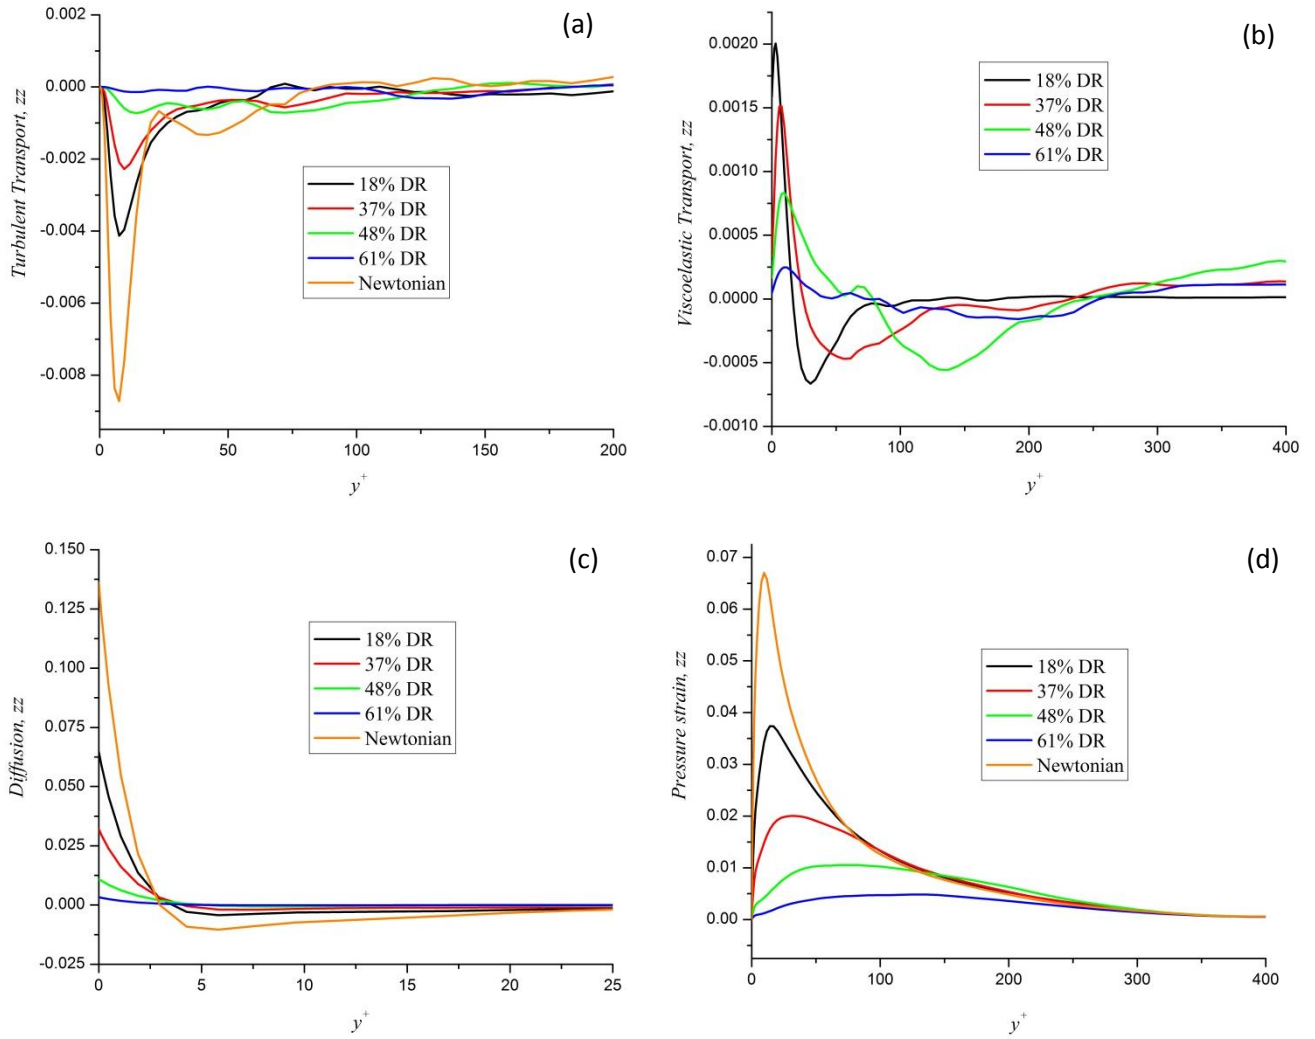 (a)
Turbulent Transport, zz
0.002
0.000
-0.002
-0.004
-0.006
-0.008
18% DR
37% DR
48% DR
61% DR
Newtonian
0
50
100
150
200
y+
(b)
Viscoelastic Transport, zz
0.0020
0.0015
0.0010
0.0005
0.0000
-0.0005
-0.0010
18% DR
37% DR
48% DR
61% DR
0
100
200
300
400
y+
(c)
Diffusion, zz
0.150
0.125
0.100
0.075
0.050
0.025
0.000
-0.025
18% DR
37% DR
48% DR
61% DR
Newtonian
0
5
10
15
20
25
y+
(d)
Pressure strain, zz
0.07
0.06
0.05
0.04
0.03
0.02
0.01
0.00
18% DR
37% DR
48% DR
61% DR
Newtonian
0
100
200
300
400
y+